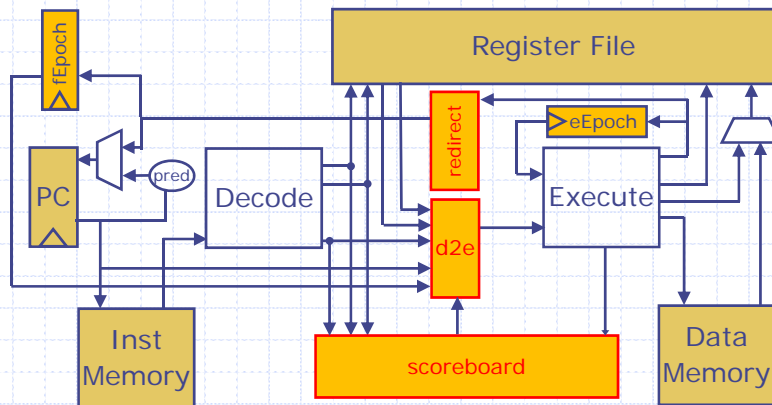 Register File
fEpoch
redirect
eEpoch
pred
PC
Decode
Execute
d2e
Inst
Memory
scoreboard
Data
Memory